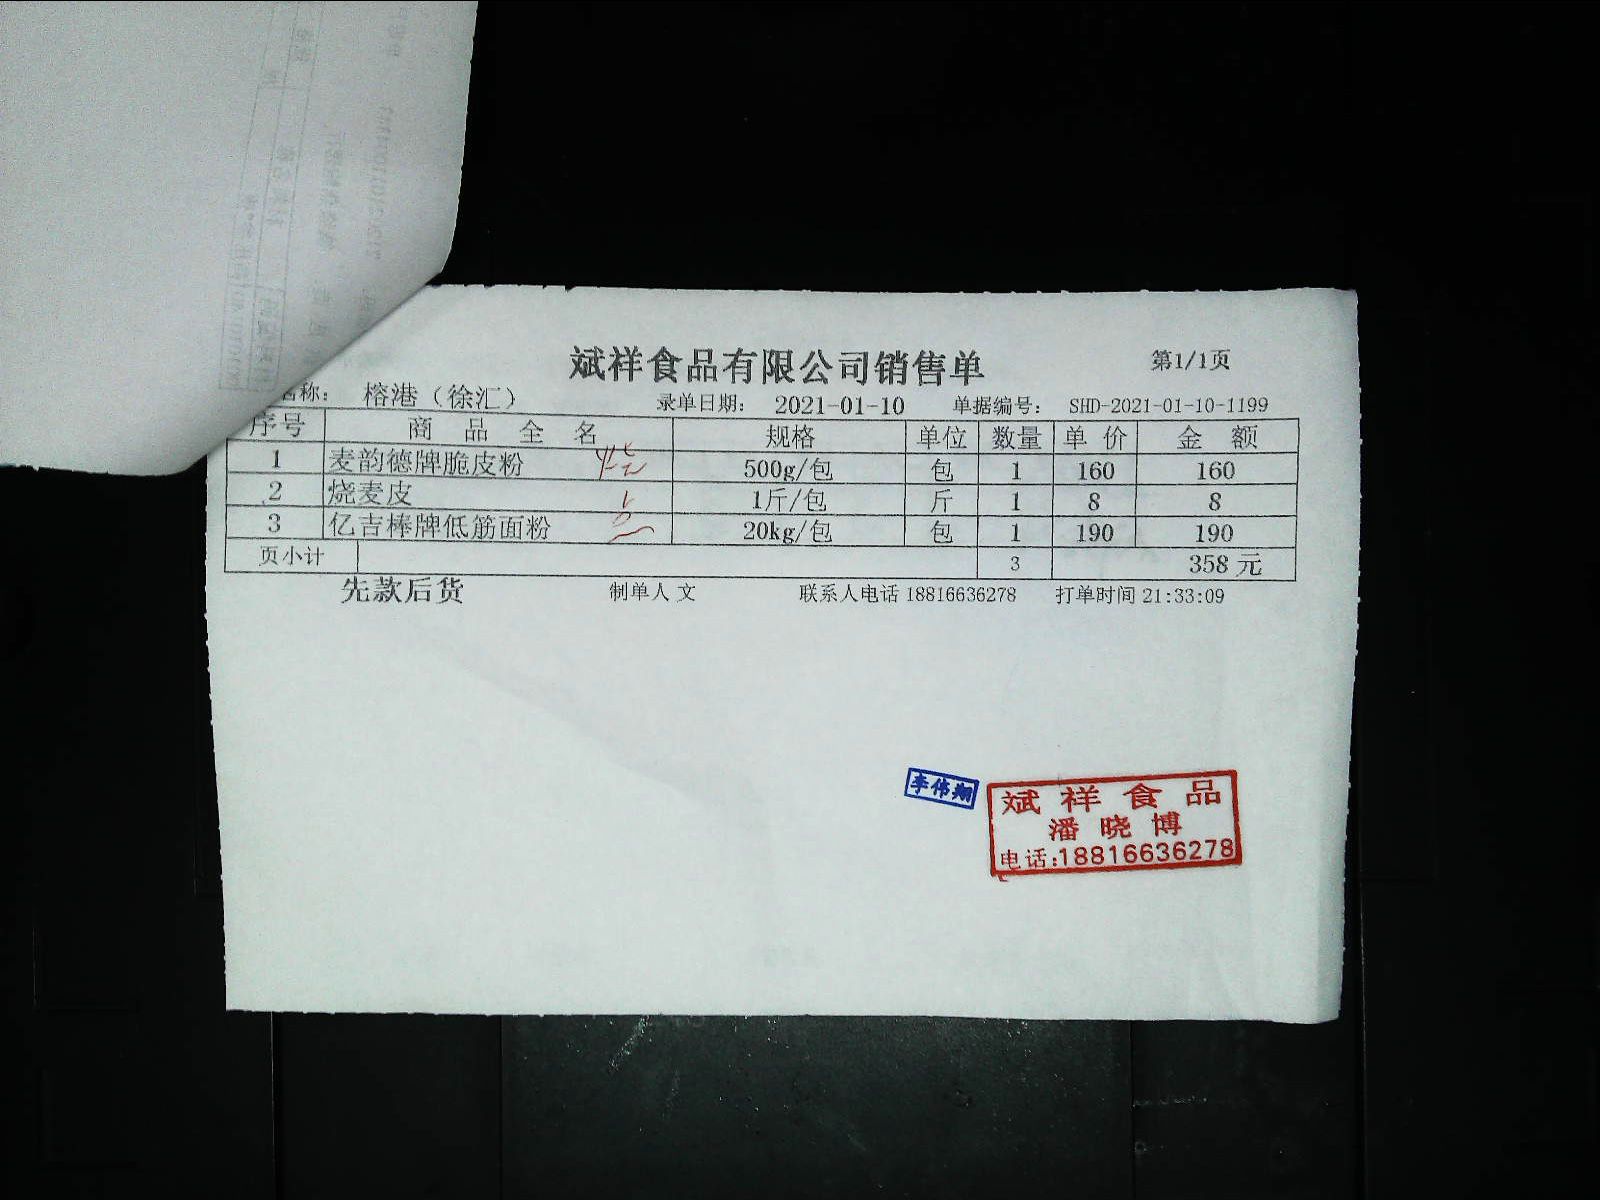 斌祥食品有限公司销售单 第1/1页
名称： 榕港（徐汇） 录单日期： 2021-01-10 单据编号： SHD-2021-01-10-1199
序号 商品全名 规格 单位 数量 单价 金额
1 麦韵德牌脆皮粉 500g/包 包 1 160 160
2 烧麦皮 1斤/包 斤 1 8 8
3 亿吉棒牌低筋面粉 20kg/包 包 1 190 190
页小计 3 358 元
先款后货 制单人 文 联系人电话 18816636278 打单时间 21:33:09
李伟翔
斌祥食品
潘晓博
电话:18816636278